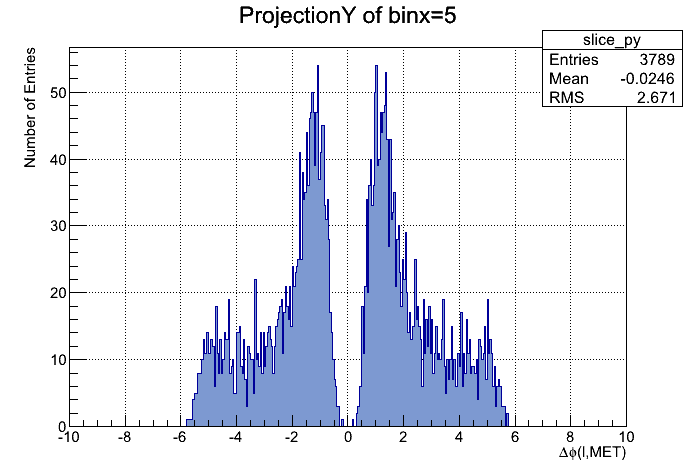 ProjectionY of binx=5
slice_py
Entries 3789
Mean -0.0246
RMS 2.671
Number of Entries
50
40
30
20
10
0
-10 -8 -6 -4 -2 0 2 4 6 8 10
Δϕ(l,MET)